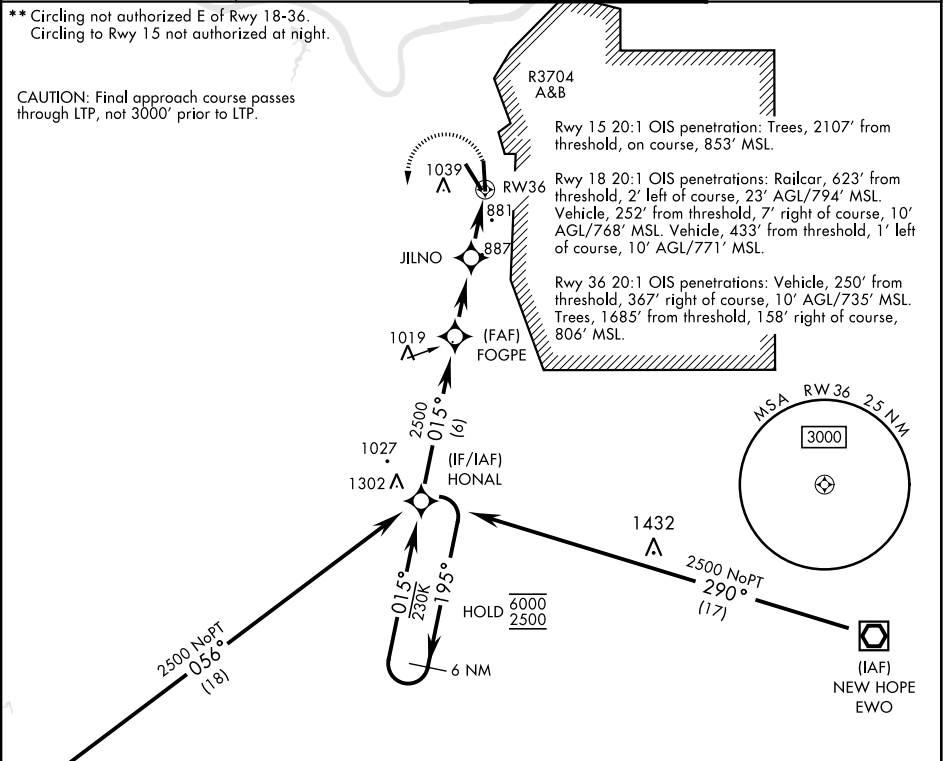 ** Circling not authorized E of Rwy 18-36.
Circling to Rwy 15 not authorized at night.
CAUTION: Final approach course passes
through LTP, not 3000' prior to LTP.
R3704
A&B
Rwy 15 20:1 OIS penetration: Trees, 2107' from
threshold, on course, 853' MSL.
Rwy 18 20:1 OIS penetrations: Railcar, 623' from
threshold, 2' left of course, 23' AGL/794' MSL.
Vehicle, 252' from threshold, 7' right of course, 10'
AGL/768' MSL. Vehicle, 433' from threshold, 1' left
of course, 10' AGL/771' MSL.
Rwy 36 20:1 OIS penetrations: Vehicle, 250' from
threshold, 367' right of course, 10' AGL/735' MSL.
Trees, 1685' from threshold, 158' right of course,
806' MSL.
1039
RW36
881
JILNO
887
1019
(FAF)
FOGPE
2500
015°
(6)
1027
1302
(IF/IAF)
HONAL
MSA RW36 25 NM
3000
1432
2500 NoPT
290°
(17)
015°
230K
195°
HOLD
6000
2500
6 NM
2500 NoPT
056°
(18)
(IAF)
NEW HOPE
EWO